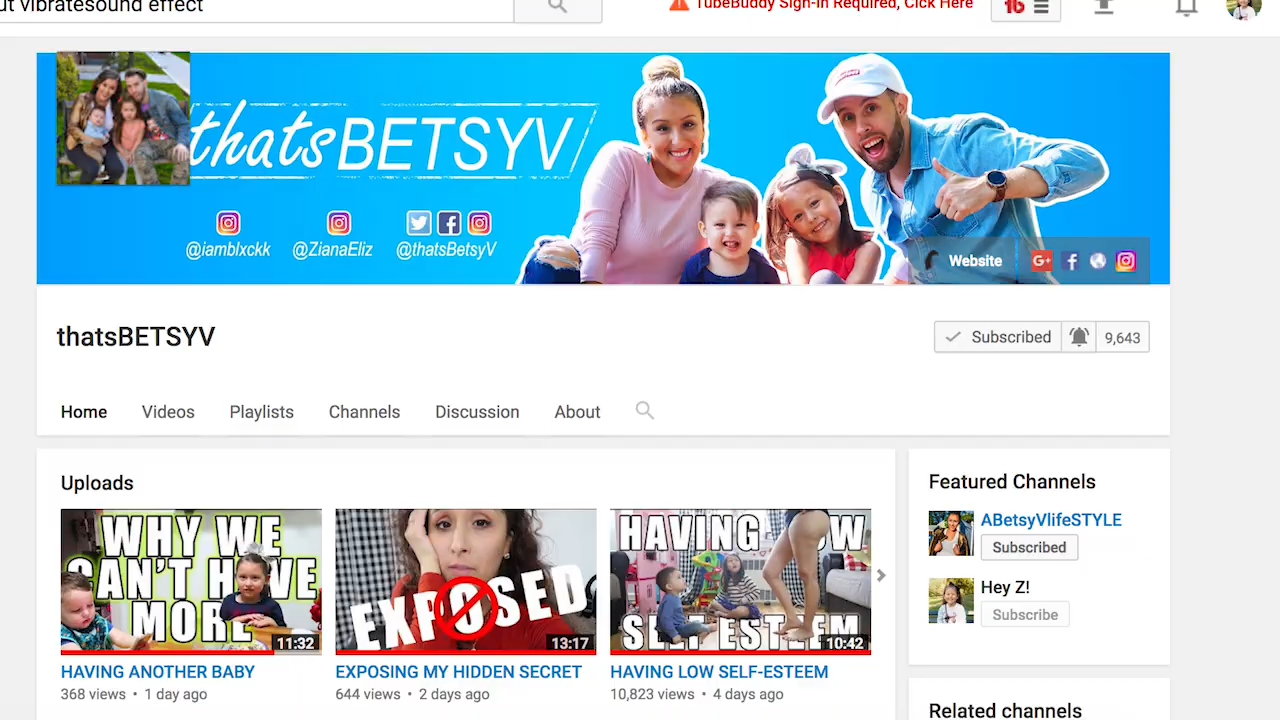 ut vibratesound effect
TubeBuddy Sign-In Required, Click Here
thatsBETSYV
@iamblxckk @ZianaEliz @thatsBetsyV
Website
thatsBETSYV
Subscribed 9,643
Home Videos Playlists Channels Discussion About
Uploads
WHY WE
CAN'T HAVE
MORE
11:32
EXPOSED
13:17
HAVING LOW
SELF ESTEEM
10:42
HAVING ANOTHER BABY
368 views • 1 day ago
EXPOSING MY HIDDEN SECRET
644 views • 2 days ago
HAVING LOW SELF-ESTEEM
10,823 views • 4 days ago
Featured Channels
ABetsyVlifeSTYLE
Subscribed
Hey Z!
Subscribe
Related channels